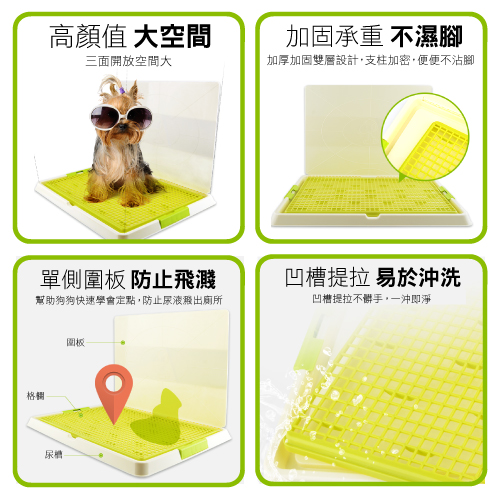 高顏值 大空間
三面開放空間大
加固承重 不濕腳
加厚加固雙層設計，支柱加密，便便不沾腳
單側圍板 防止飛濺
幫助狗狗快速學會定點，防止尿液濺出廁所
圍板
格欄
尿槽
凹槽提拉 易於沖洗
凹槽提拉不髒手，一沖即淨